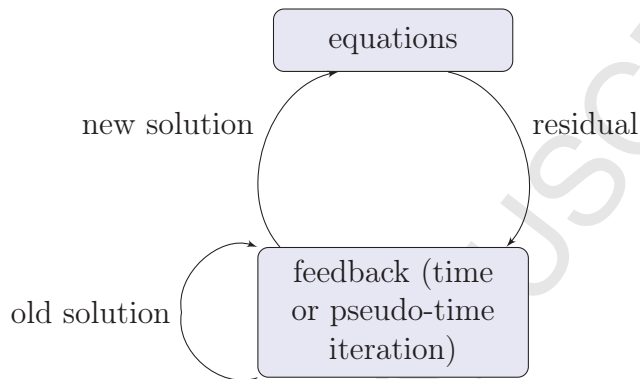 equations
new solution
residual
feedback (time
or pseudo-time
iteration)
old solution